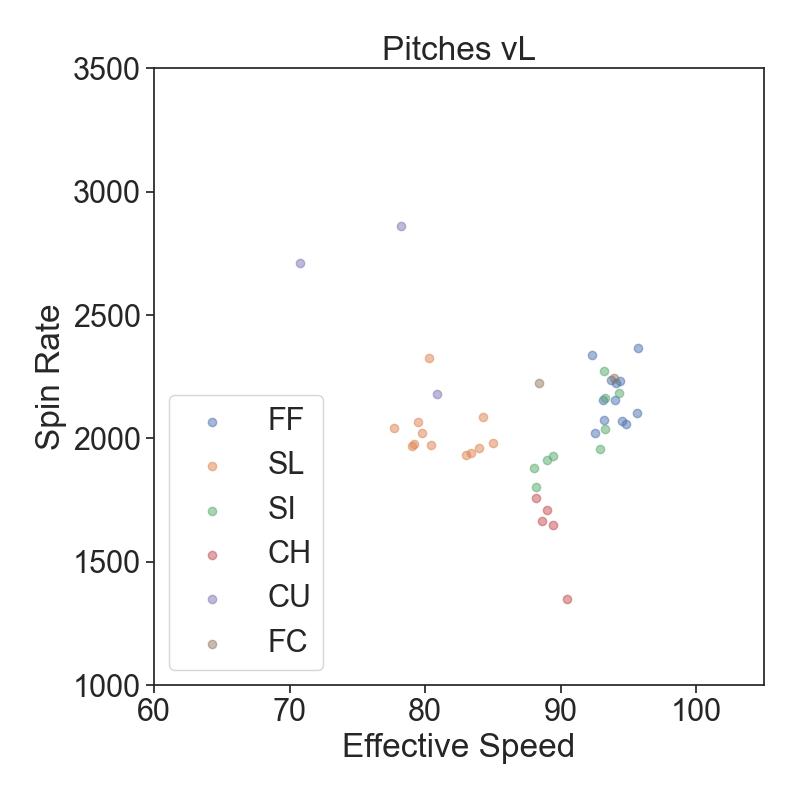 Pitches vL
3500
3000
2500
2000
1500
1000
Spin Rate
FF
SL
SI
CH
CU
FC
60 70 80 90 100
Effective Speed